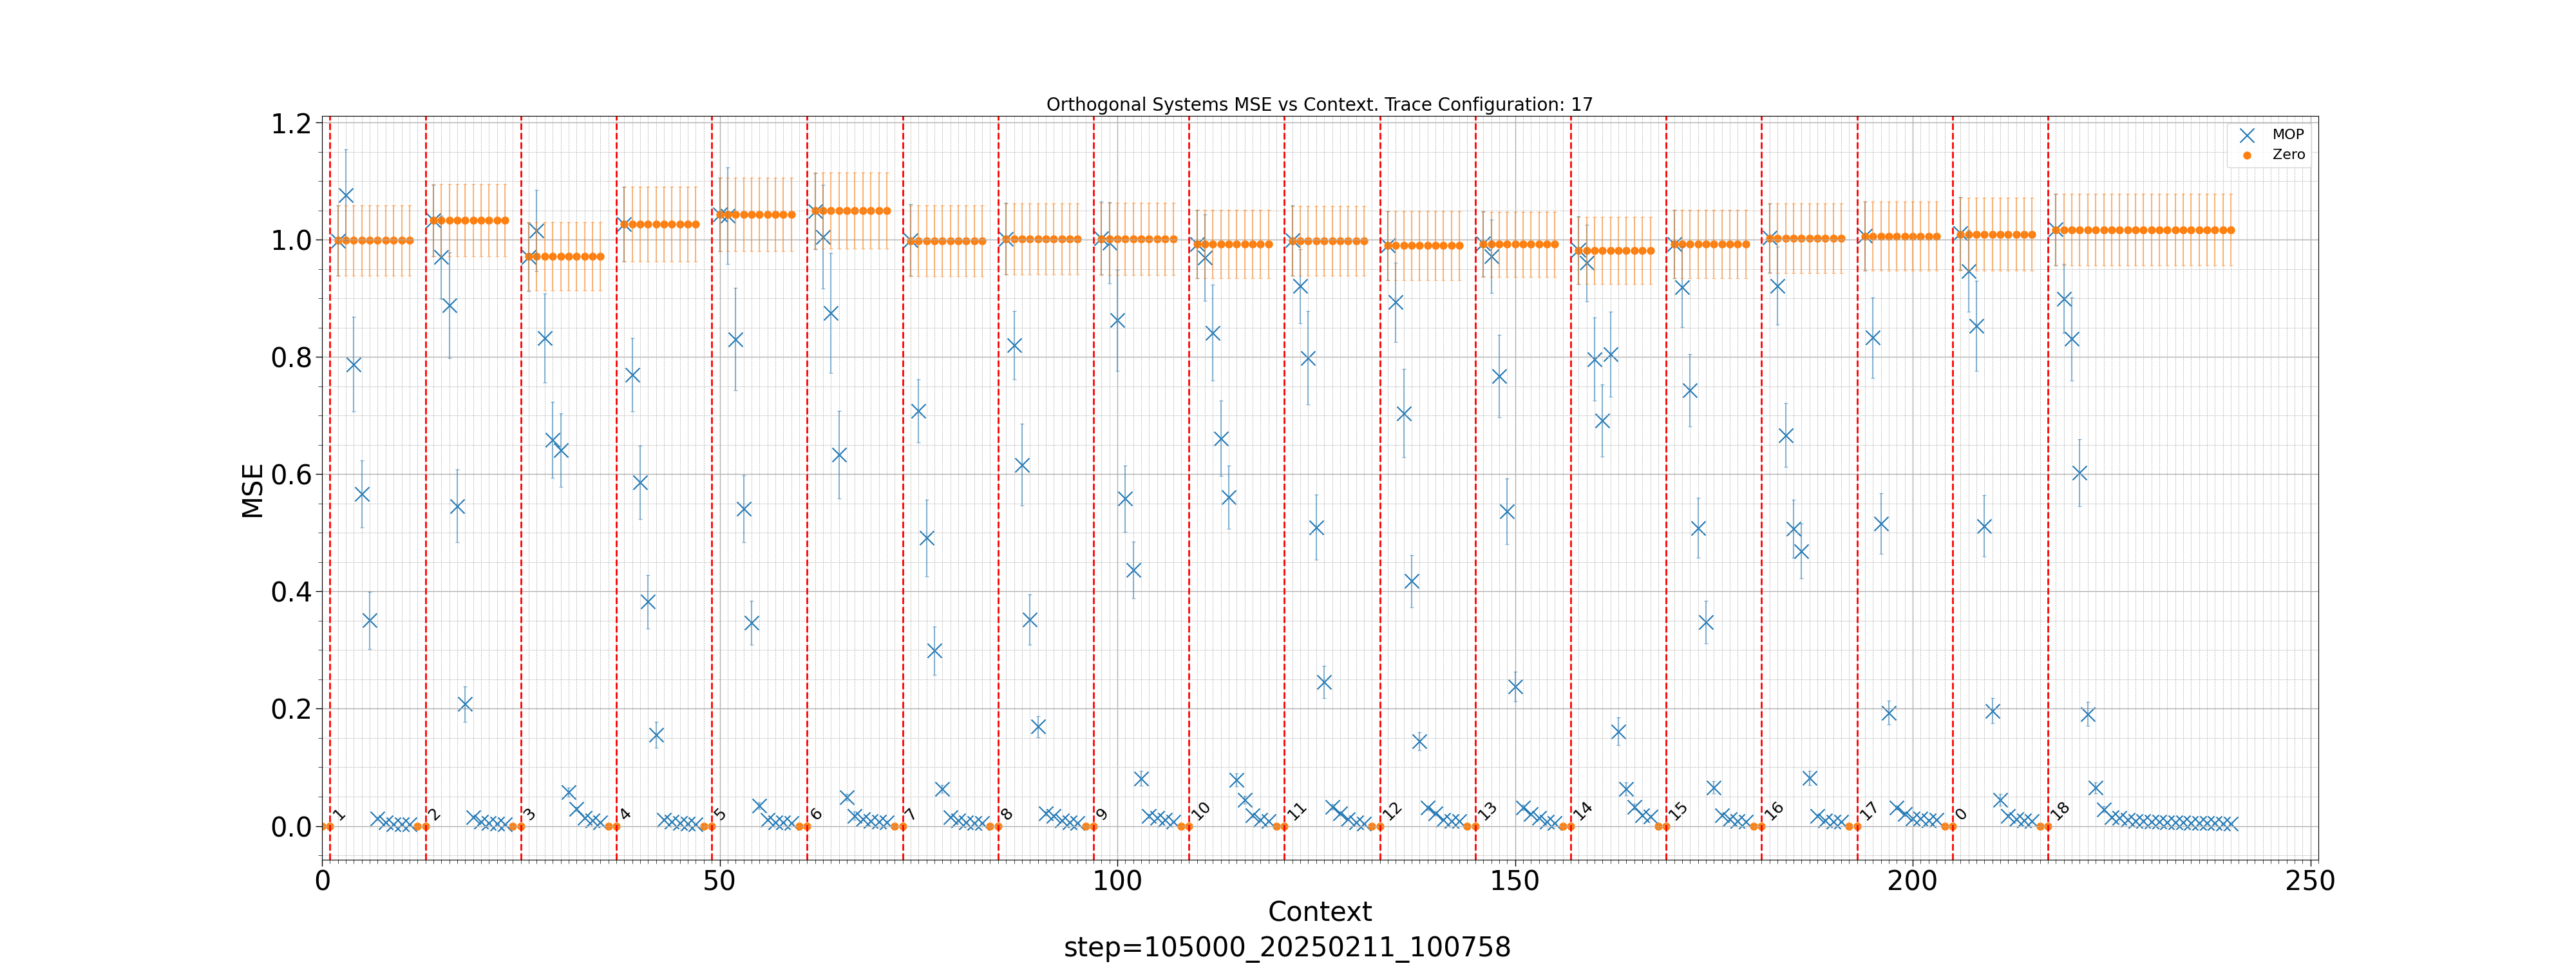 Orthogonal Systems MSE vs Context. Trace Configuration: 17
MOP
Zero
1.2
1.0
0.8
0.6
0.4
0.2
0.0
MSE
1 2 3 4 5 6 7 8 9 10 11 12 13 14 15 16 17 0 18
0 50 100 150 200 250
Context
step=105000_20250211_100758